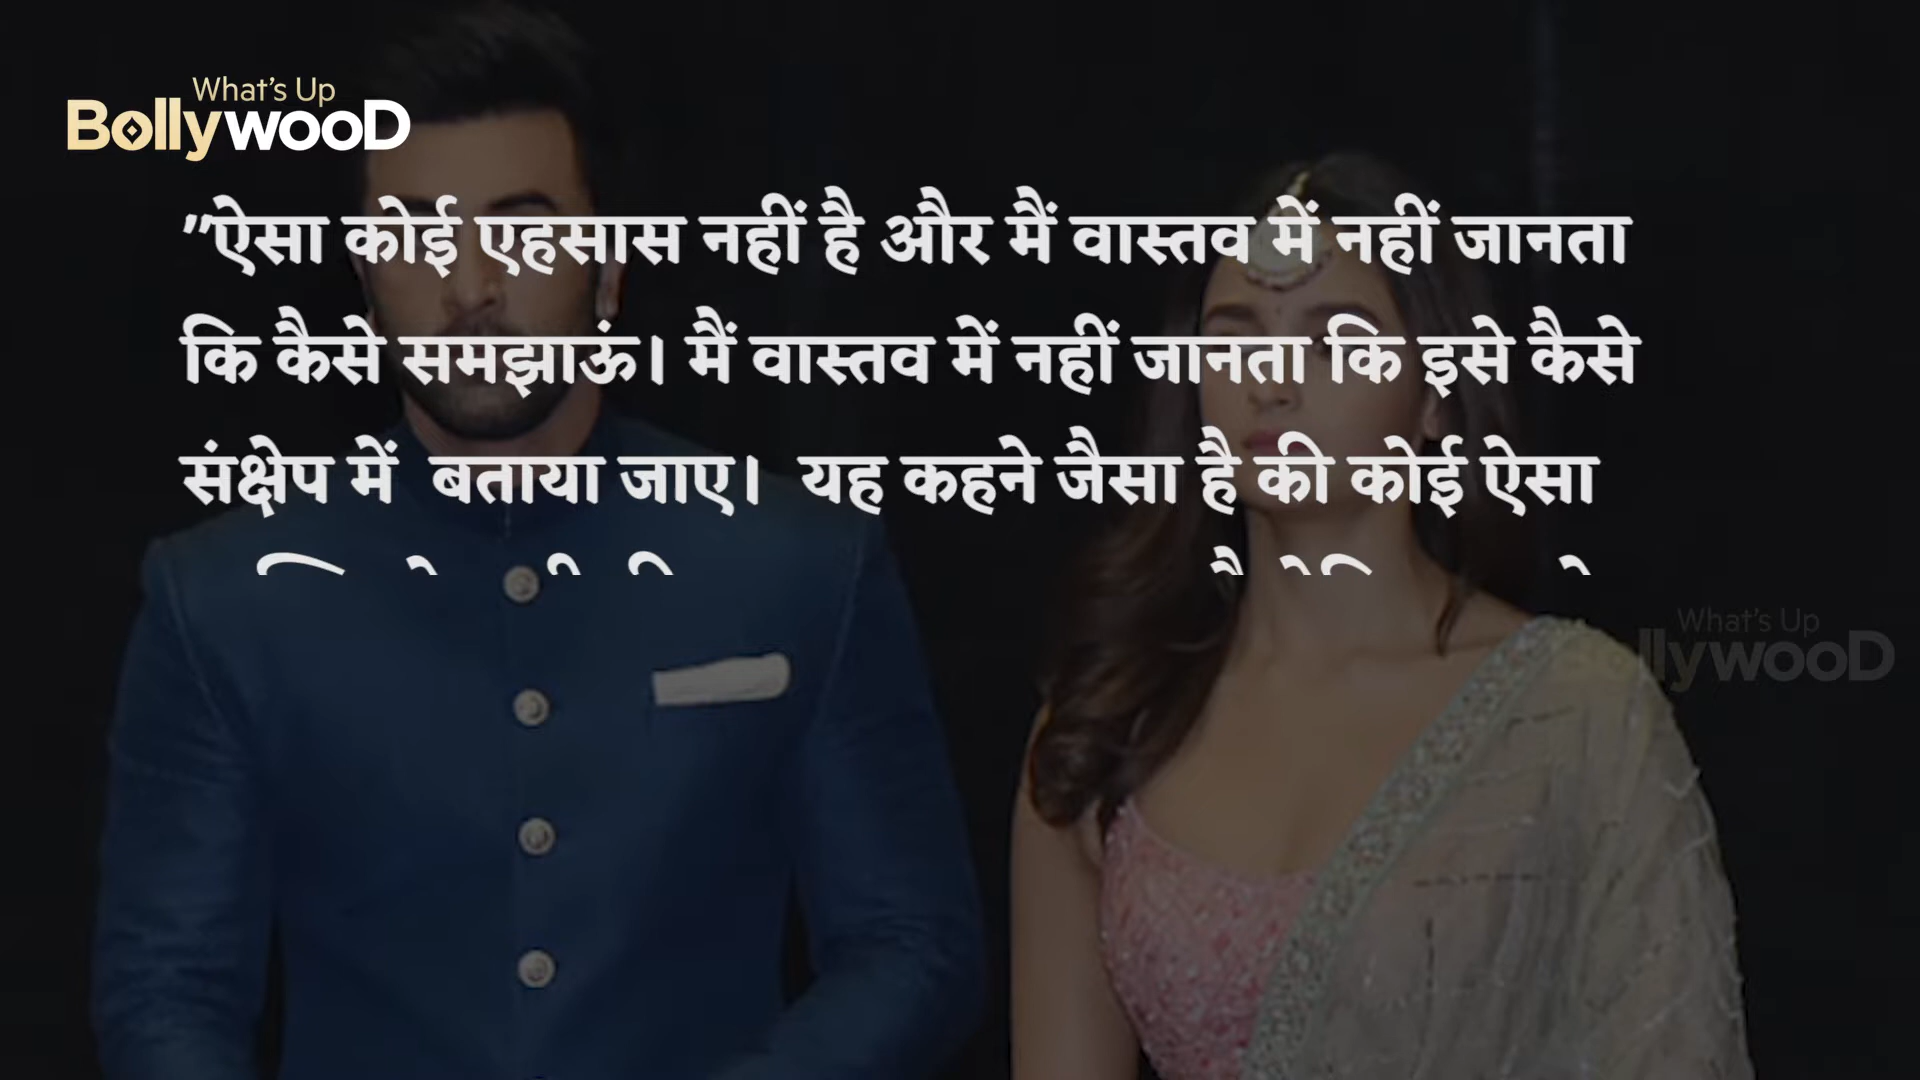 What's Up
BollywooD
"ऐसा कोई एहसास नहीं है और मैं वास्तव में नहीं जानता
कि कैसे समझाऊं। मैं वास्तव में नहीं जानता कि इसे कैसे
संक्षेप में  बताया जाए।  यह कहने जैसा है की कोई ऐसा
What's Up
BollywooD